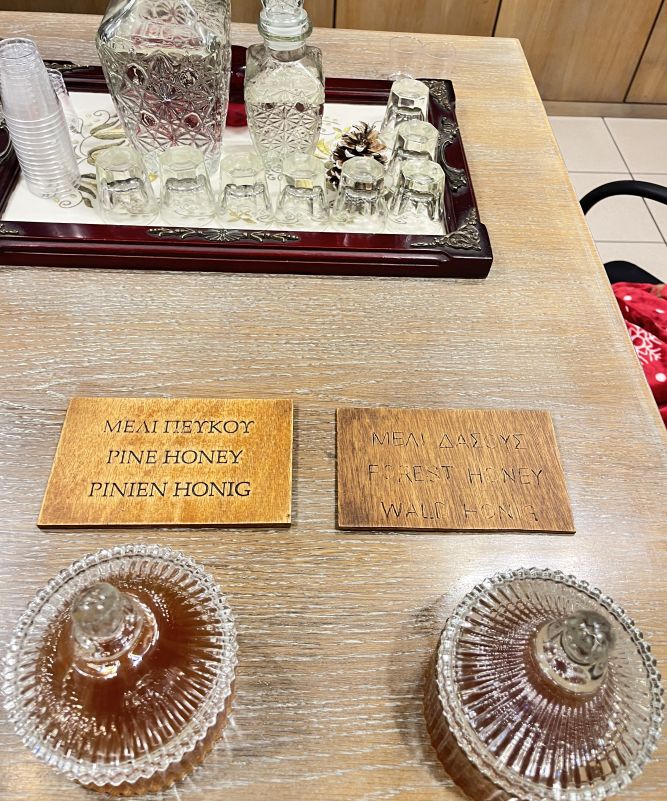 ΜΕΛΙ ΠΕΥΚΟΥ
PINE HONEY
PINIEN HONIG
ΜΕΛΙ ΔΑΣΟΥΣ
FOREST HONEY
WALD HONIG